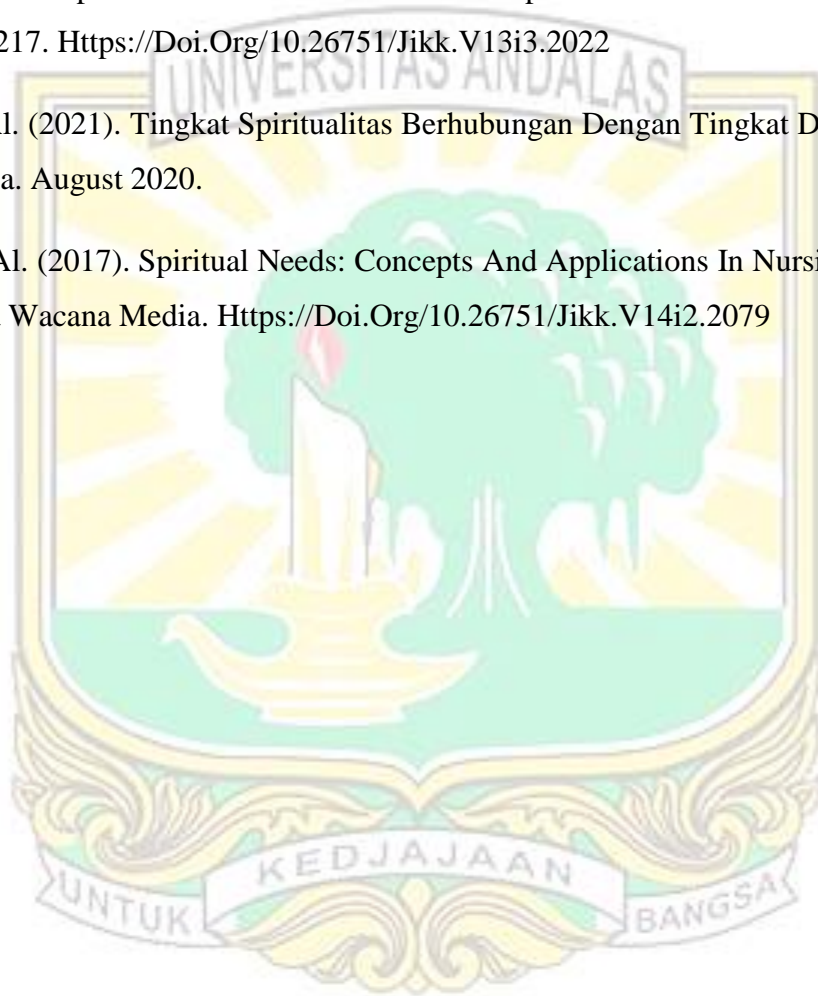 217. Https://Doi.Org/10.26751/Jikk.V13i3.2022
UNIVERSITAS ANDALAS
(2021). Tingkat Spiritualitas Berhubungan Dengan Tingkat
August 2020.
Al. (2017). Spiritual Needs: Concepts And Applications In
Wacana Media. Https://Doi.Org/10.26751/Jikk.V14i2.2079
UNTUK KEDJAJAAN BANGSA